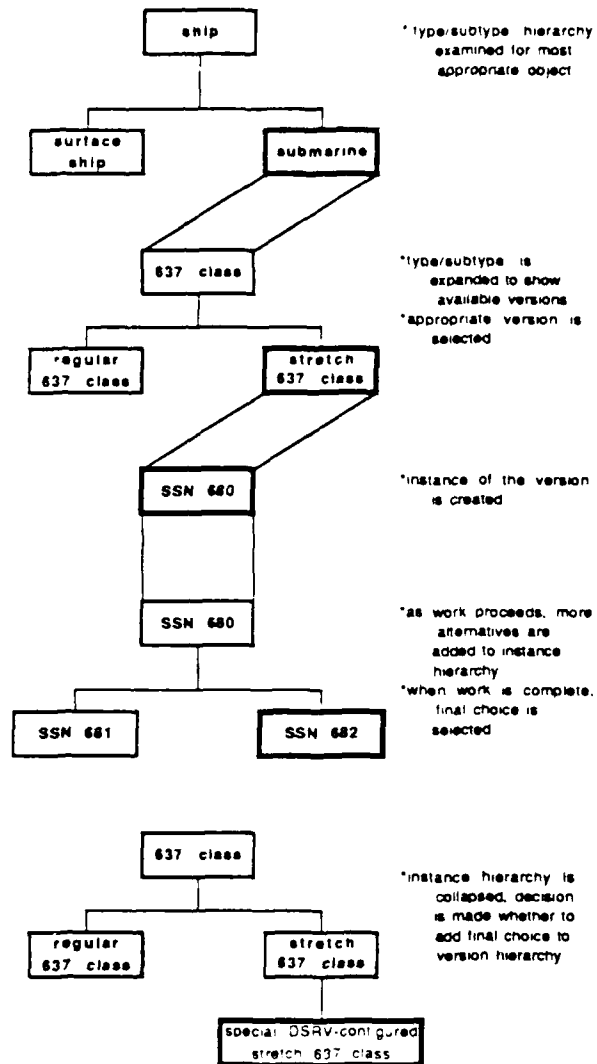 ship
*type/subtype hierarchy
examined for most
appropriate object
surface
ship
submarine
637 class
*type/subtype is
expanded to show
available versions
*appropriate version is
selected
regular
637 class
stretch
637 class
SSN 680
*instance of the version
is created
SSN 680
*as work proceeds, more
alternatives are
added to instance
hierarchy
*when work is complete,
final choice is
selected
SSN 681
SSN 682
637 class
*instance hierarchy is
collapsed, decision
is made whether to
add final choice to
version hierarchy
regular
637 class
stretch
637 class
special DSRV-configured
stretch 637 class